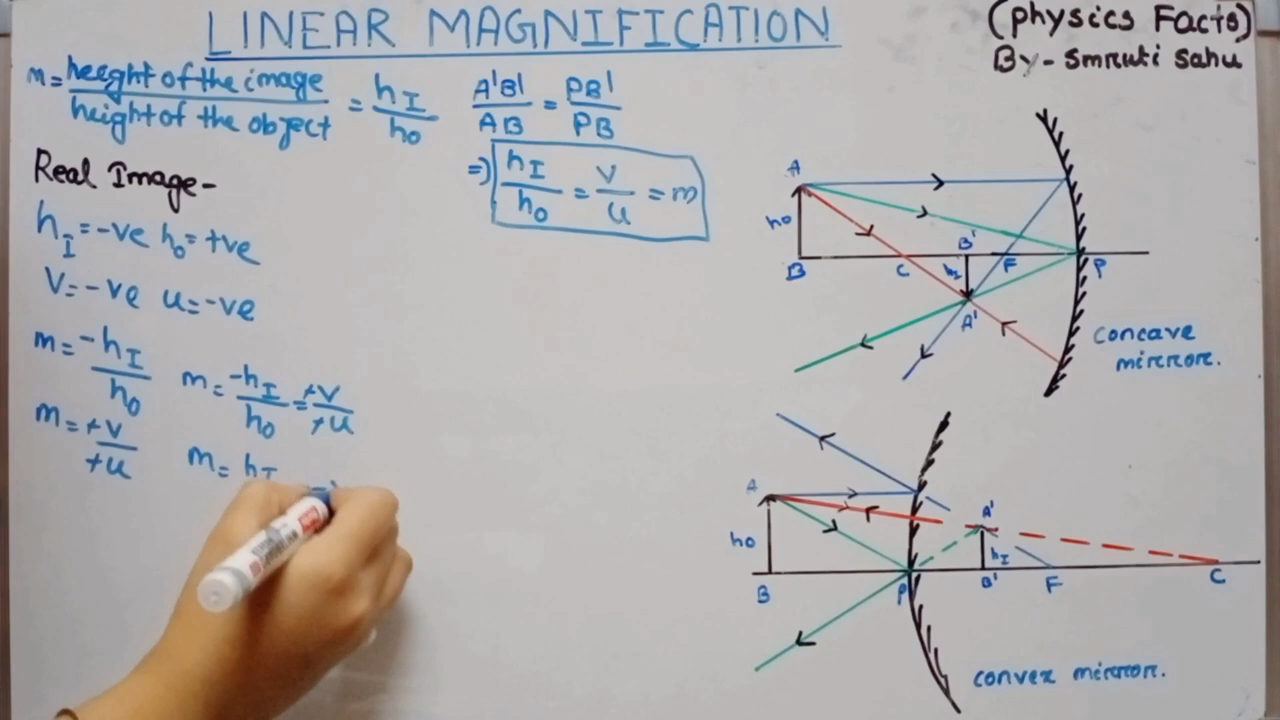 LINEAR MAGNIFICATION
(Physics Facts)
By- Smruti Sahu
m = height of the image / height of the object = hI / ho
A'B' / AB = PB' / PB
=) hI / ho = v / u = m
Real Image-
hI = -ve ho = +ve
V = -ve u = -ve
m = -hI / ho
m = +v / +u
m = -hI / ho = +v / +u
m = hI
A
ho
B
C
B'
hI
F
P
A'
concave
mirror.
A
ho
B
P
A'
hI
B'
F
C
convex mirror.